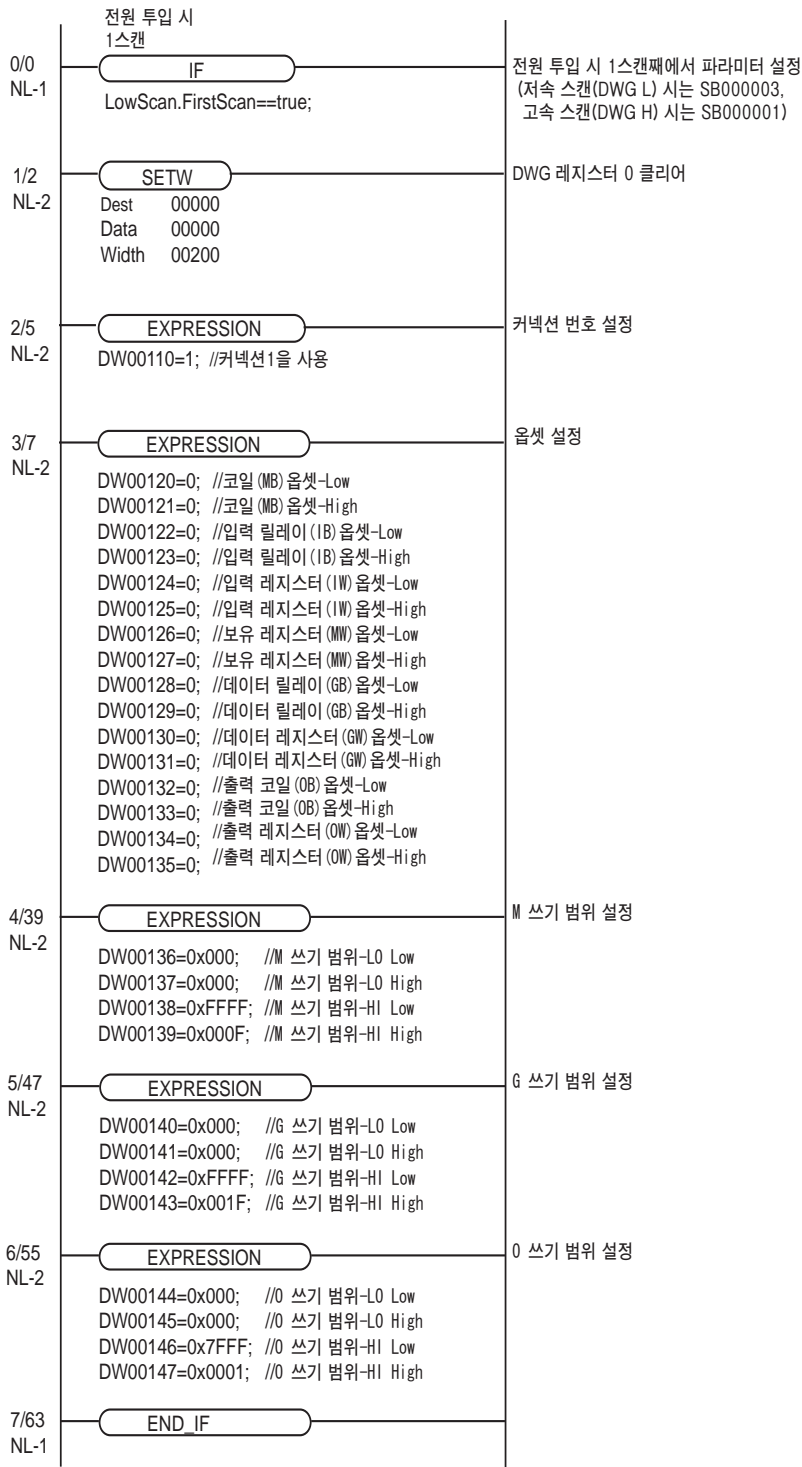 전원 투입 시
1스캔
0/0
NL-1
IF
LowScan.FirstScan==true;
전원 투입 시 1스캔째에서 파라미터 설정
(저속 스캔(DWG L) 시는 SB000003,
고속 스캔(DWG H) 시는 SB000001)
1/2
NL-2
SETW
Dest 00000
Data 00000
Width 00200
DWG 레지스터 0 클리어
2/5
NL-2
EXPRESSION
DW00110=1; //커넥션1을 사용
커넥션 번호 설정
3/7
NL-2
EXPRESSION
옵셋 설정
DW00120=0; //코일(MB)옵셋-Low
DW00121=0; //코일(MB)옵셋-High
DW00122=0; //입력 릴레이(IB)옵셋-Low
DW00123=0; //입력 릴레이(IB)옵셋-High
DW00124=0; //입력 레지스터(IW)옵셋-Low
DW00125=0; //입력 레지스터(IW)옵셋-High
DW00126=0; //보유 레지스터(MW)옵셋-Low
DW00127=0; //보유 레지스터(MW)옵셋-High
DW00128=0; //데이터 릴레이(GB)옵셋-Low
DW00129=0; //데이터 릴레이(GB)옵셋-High
DW00130=0; //데이터 레지스터(GW)옵셋-Low
DW00131=0; //데이터 레지스터(GW)옵셋-High
DW00132=0; //출력 코일(OB)옵셋-Low
DW00133=0; //출력 코일(OB)옵셋-High
DW00134=0; //출력 레지스터(OW)옵셋-Low
DW00135=0; //출력 레지스터(OW)옵셋-High
4/39
NL-2
EXPRESSION
M 쓰기 범위 설정
DW00136=0x000; //M 쓰기 범위-LO Low
DW00137=0x000; //M 쓰기 범위-LO High
DW00138=0xFFFF; //M 쓰기 범위-HI Low
DW00139=0x000F; //M 쓰기 범위-HI High
5/47
NL-2
EXPRESSION
G 쓰기 범위 설정
DW00140=0x000; //G 쓰기 범위-LO Low
DW00141=0x000; //G 쓰기 범위-LO High
DW00142=0xFFFF; //G 쓰기 범위-HI Low
DW00143=0x001F; //G 쓰기 범위-HI High
6/55
NL-2
EXPRESSION
O 쓰기 범위 설정
DW00144=0x000; //O 쓰기 범위-LO Low
DW00145=0x000; //O 쓰기 범위-LO High
DW00146=0x7FFF; //O 쓰기 범위-HI Low
DW00147=0x0001; //O 쓰기 범위-HI High
7/63
NL-1
END_IF